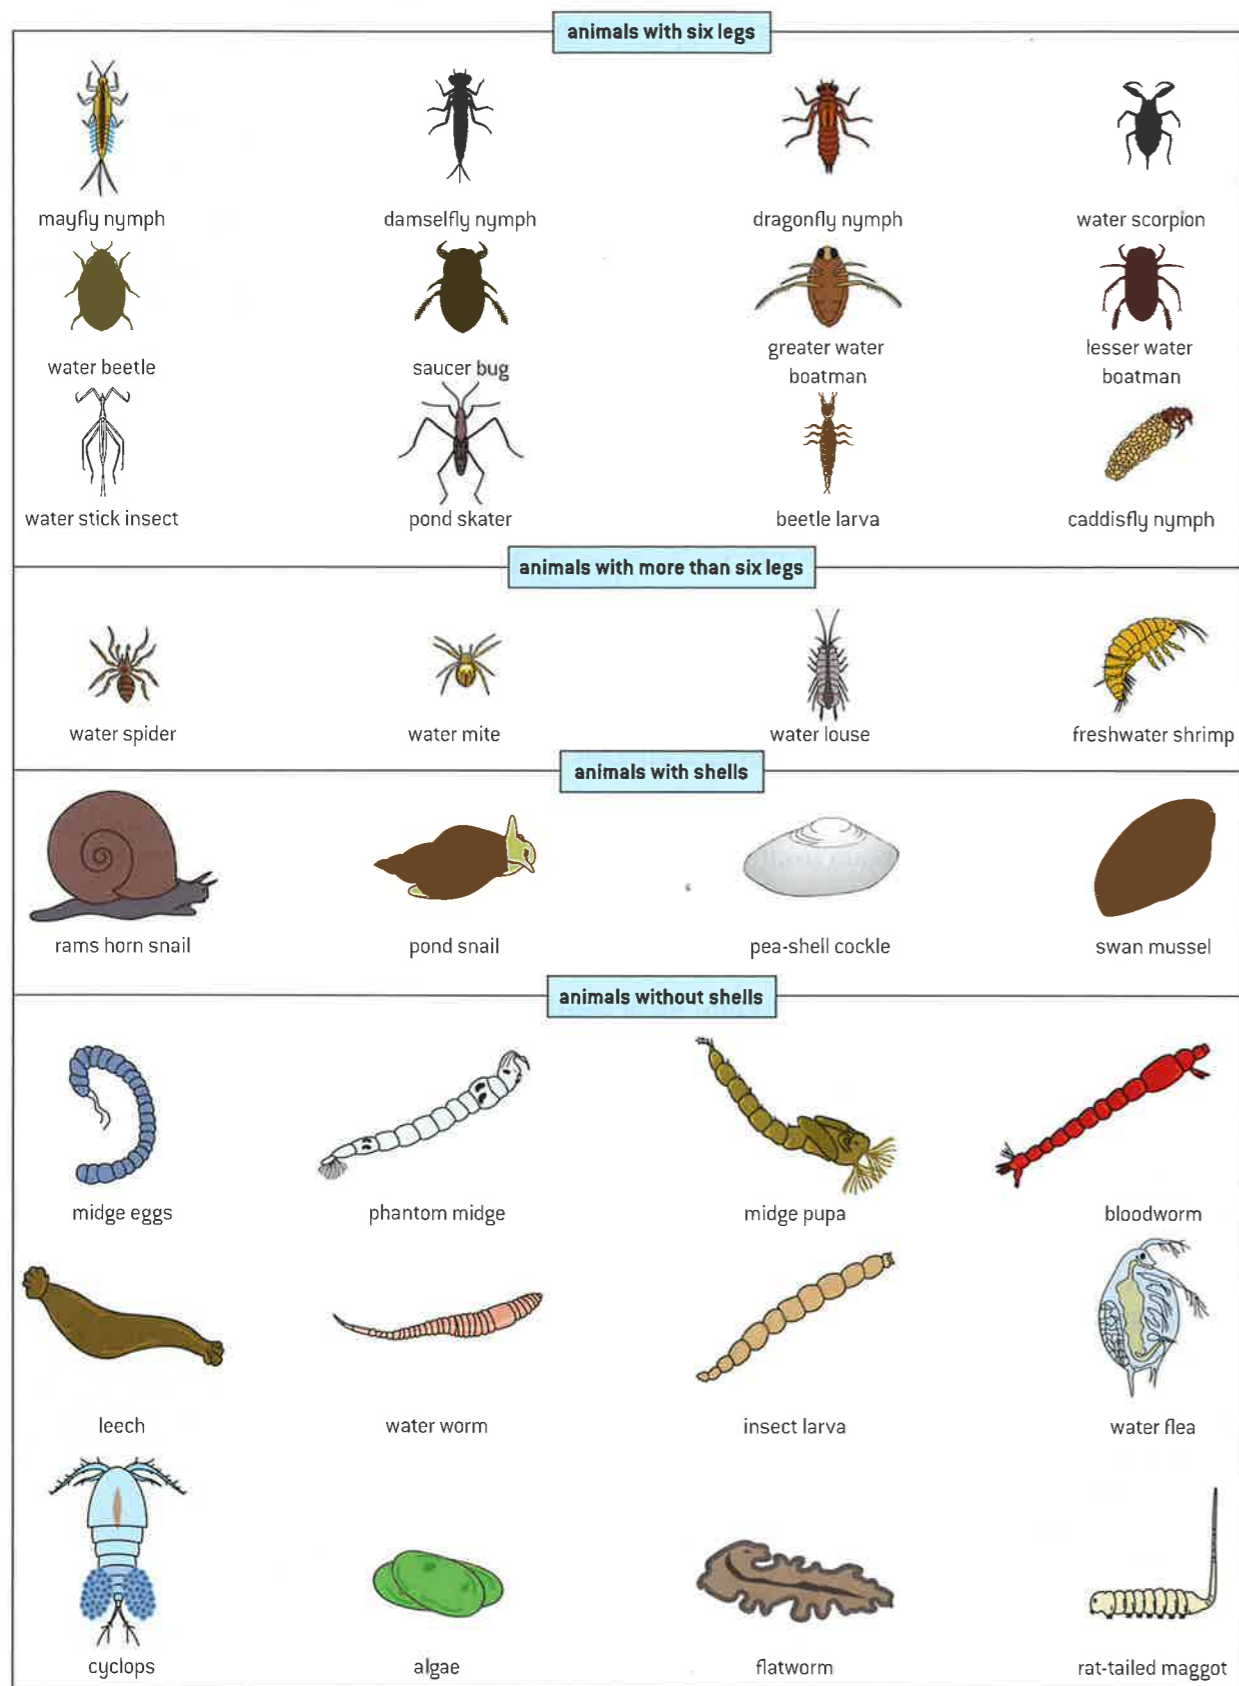 animals with six legs
mayfly nymph
damselfly nymph
dragonfly nymph
water scorpion
water beetle
saucer bug
greater water
boatman
lesser water
boatman
water stick insect
pond skater
beetle larva
caddisfly nymph
animals with more than six legs
water spider
water mite
water louse
freshwater shrimp
animals with shells
rams horn snail
pond snail
pea-shell cockle
swan mussel
animals without shells
midge eggs
phantom midge
midge pupa
bloodworm
leech
water worm
insect larva
water flea
cyclops
algae
flatworm
rat-tailed maggot